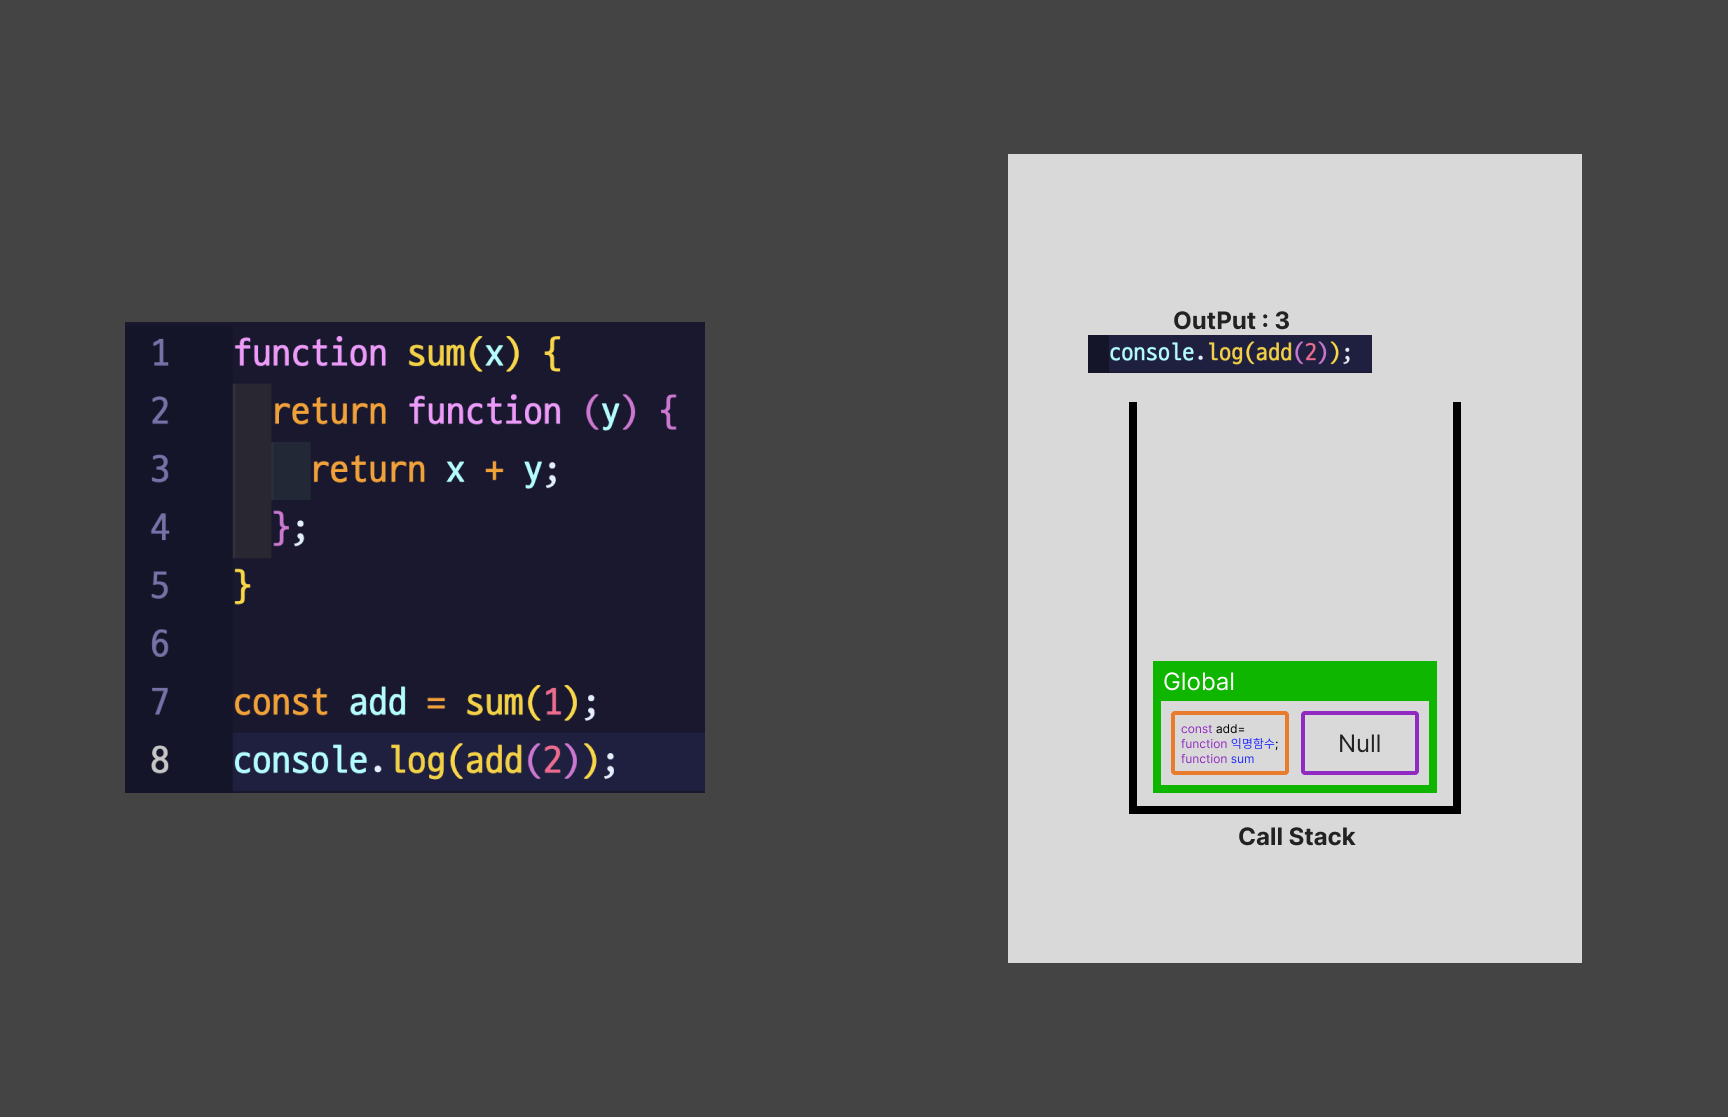 1 function sum(x) {
2 return function (y) {
3 return x + y;
4 };
5 }
6
7 const add = sum(1);
8 console.log(add(2));
OutPut : 3
console.log(add(2));
Global
const add=
function 익명함수;
function sum
Null
Call Stack